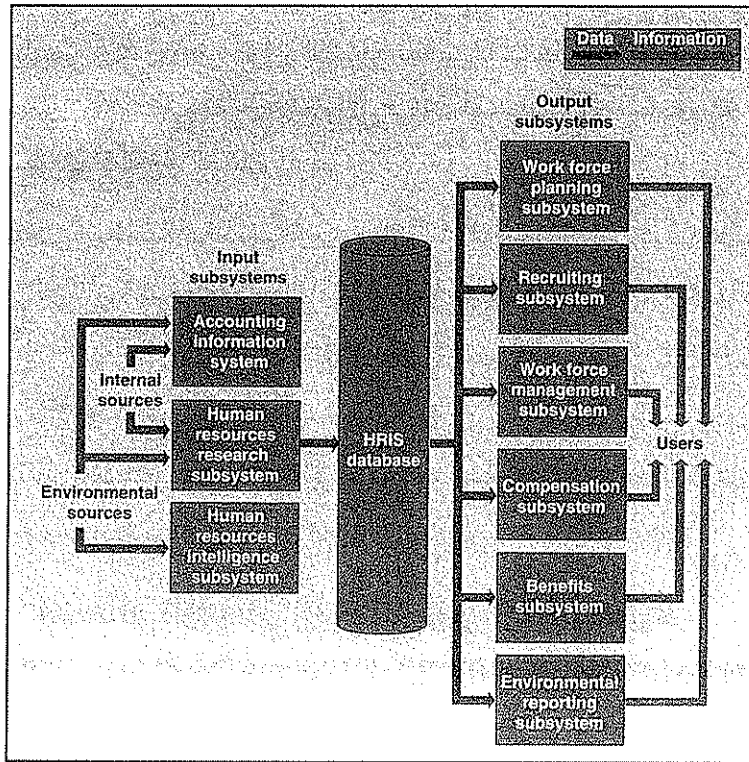 Data Information
Output
subsystems
Work force
planning
subsystem
Input
subsystems
Recruiting
subsystem
Accounting
information
system
Internal
sources
Work force
management
subsystem
Human
resources
research
subsystem
HRIS
database
Users
Environmental
sources
Compensation
subsystem
Human
resources
intelligence
subsystem
Benefits
subsystem
Environmental
reporting
subsystem